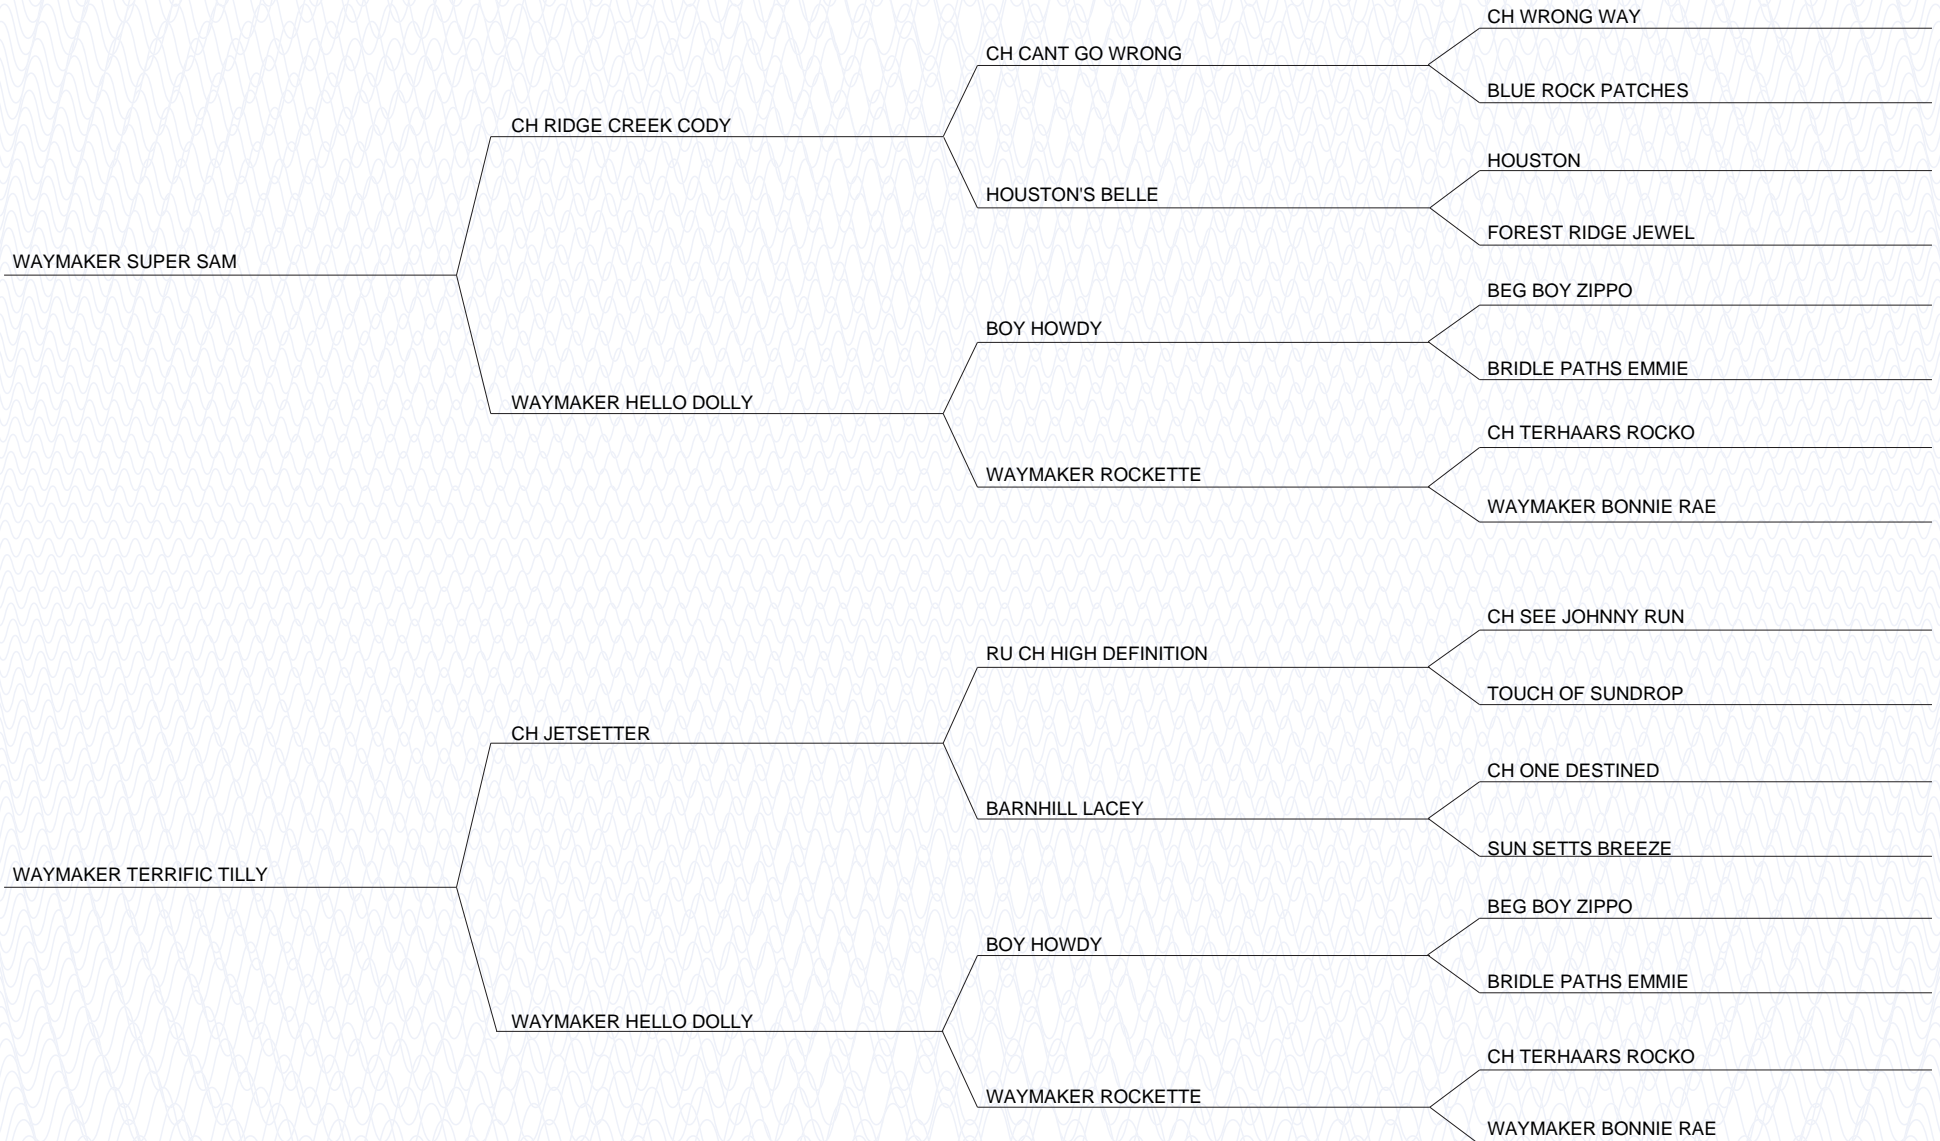 CH WRONG WAY
CH CANT GO WRONG
BLUE ROCK PATCHES
CH RIDGE CREEK CODY
HOUSTON
HOUSTON'S BELLE
FOREST RIDGE JEWEL
WAYMAKER SUPER SAM
BEG BOY ZIPPO
BOY HOWDY
BRIDLE PATHS EMMIE
WAYMAKER HELLO DOLLY
CH TERHAARS ROCKO
WAYMAKER ROCKETTE
WAYMAKER BONNIE RAE
CH SEE JOHNNY RUN
RU CH HIGH DEFINITION
TOUCH OF SUNDROP
CH JETSETTER
CH ONE DESTINED
BARNHILL LACEY
SUN SETTS BREEZE
WAYMAKER TERRIFIC TILLY
BEG BOY ZIPPO
BOY HOWDY
BRIDLE PATHS EMMIE
WAYMAKER HELLO DOLLY
CH TERHAARS ROCKO
WAYMAKER ROCKETTE
WAYMAKER BONNIE RAE